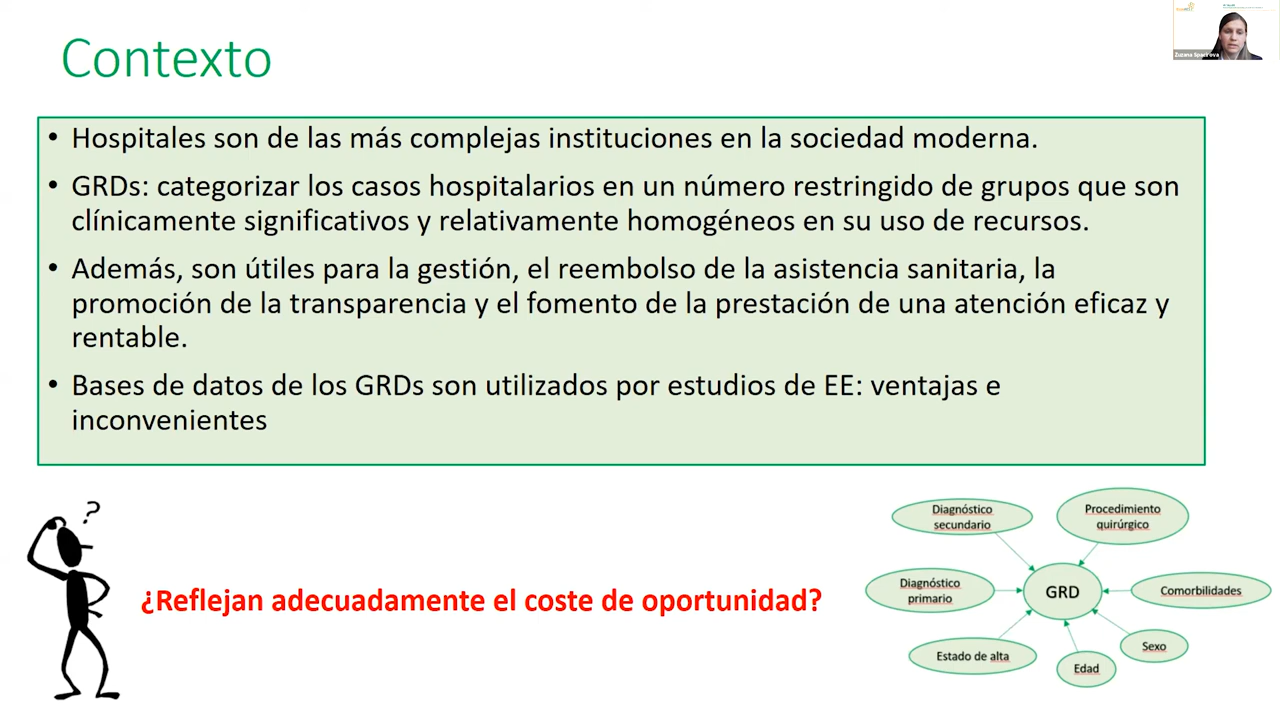 Contexto
• Hospitales son de las más complejas instituciones en la sociedad moderna.
• GRDs: categorizar los casos hospitalarios en un número restringido de grupos que son
clínicamente significativos y relativamente homogéneos en su uso de recursos.
• Además, son útiles para la gestión, el reembolso de la asistencia sanitaria, la
promoción de la transparencia y el fomento de la prestación de una atención eficaz y
rentable.
• Bases de datos de los GRDs son utilizados por estudios de EE: ventajas e
inconvenientes
?
¿Reflejan adecuadamente el coste de oportunidad?
Diagnóstico
secundario
Procedimiento
quirúrgico
Diagnóstico
primario
GRD
Comorbilidades
Estado de alta
Edad
Sexo
Zuzana Spacirova